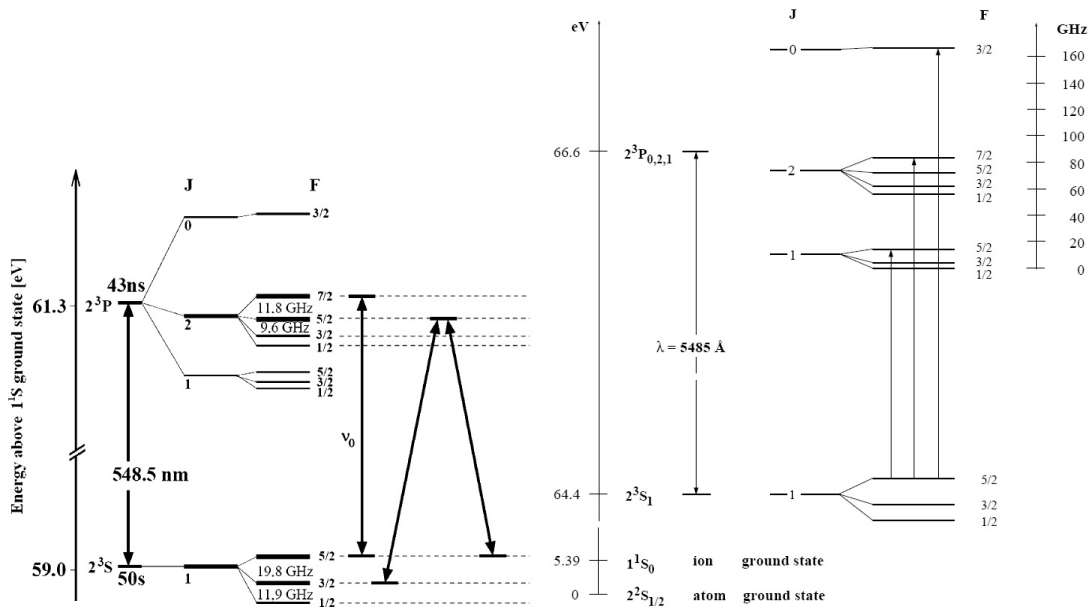 Energy above 1¹S ground state [eV]
J F
0 3/2
43ns
61.3 2³P
7/2
11.8 GHz
2 5/2
9.6 GHz
3/2
1/2
5/2
1 3/2
1/2
ν₀
548.5 nm
5/2
59.0 2³S 1 19,8 GHz
50s 3/2
11,9 GHz
1/2
eV J F GHz
0 3/2 160
140
120
100
66.6 2³P₀,₂,₁ 7/2 80
2 5/2
3/2 60
1/2
40
5/2 20
1 3/2
1/2 0
λ = 5485 Å
5/2
64.4 2³S₁ 1
3/2
1/2
5.39 1¹S₀ ion ground state
0 2²S₁/₂ atom ground state